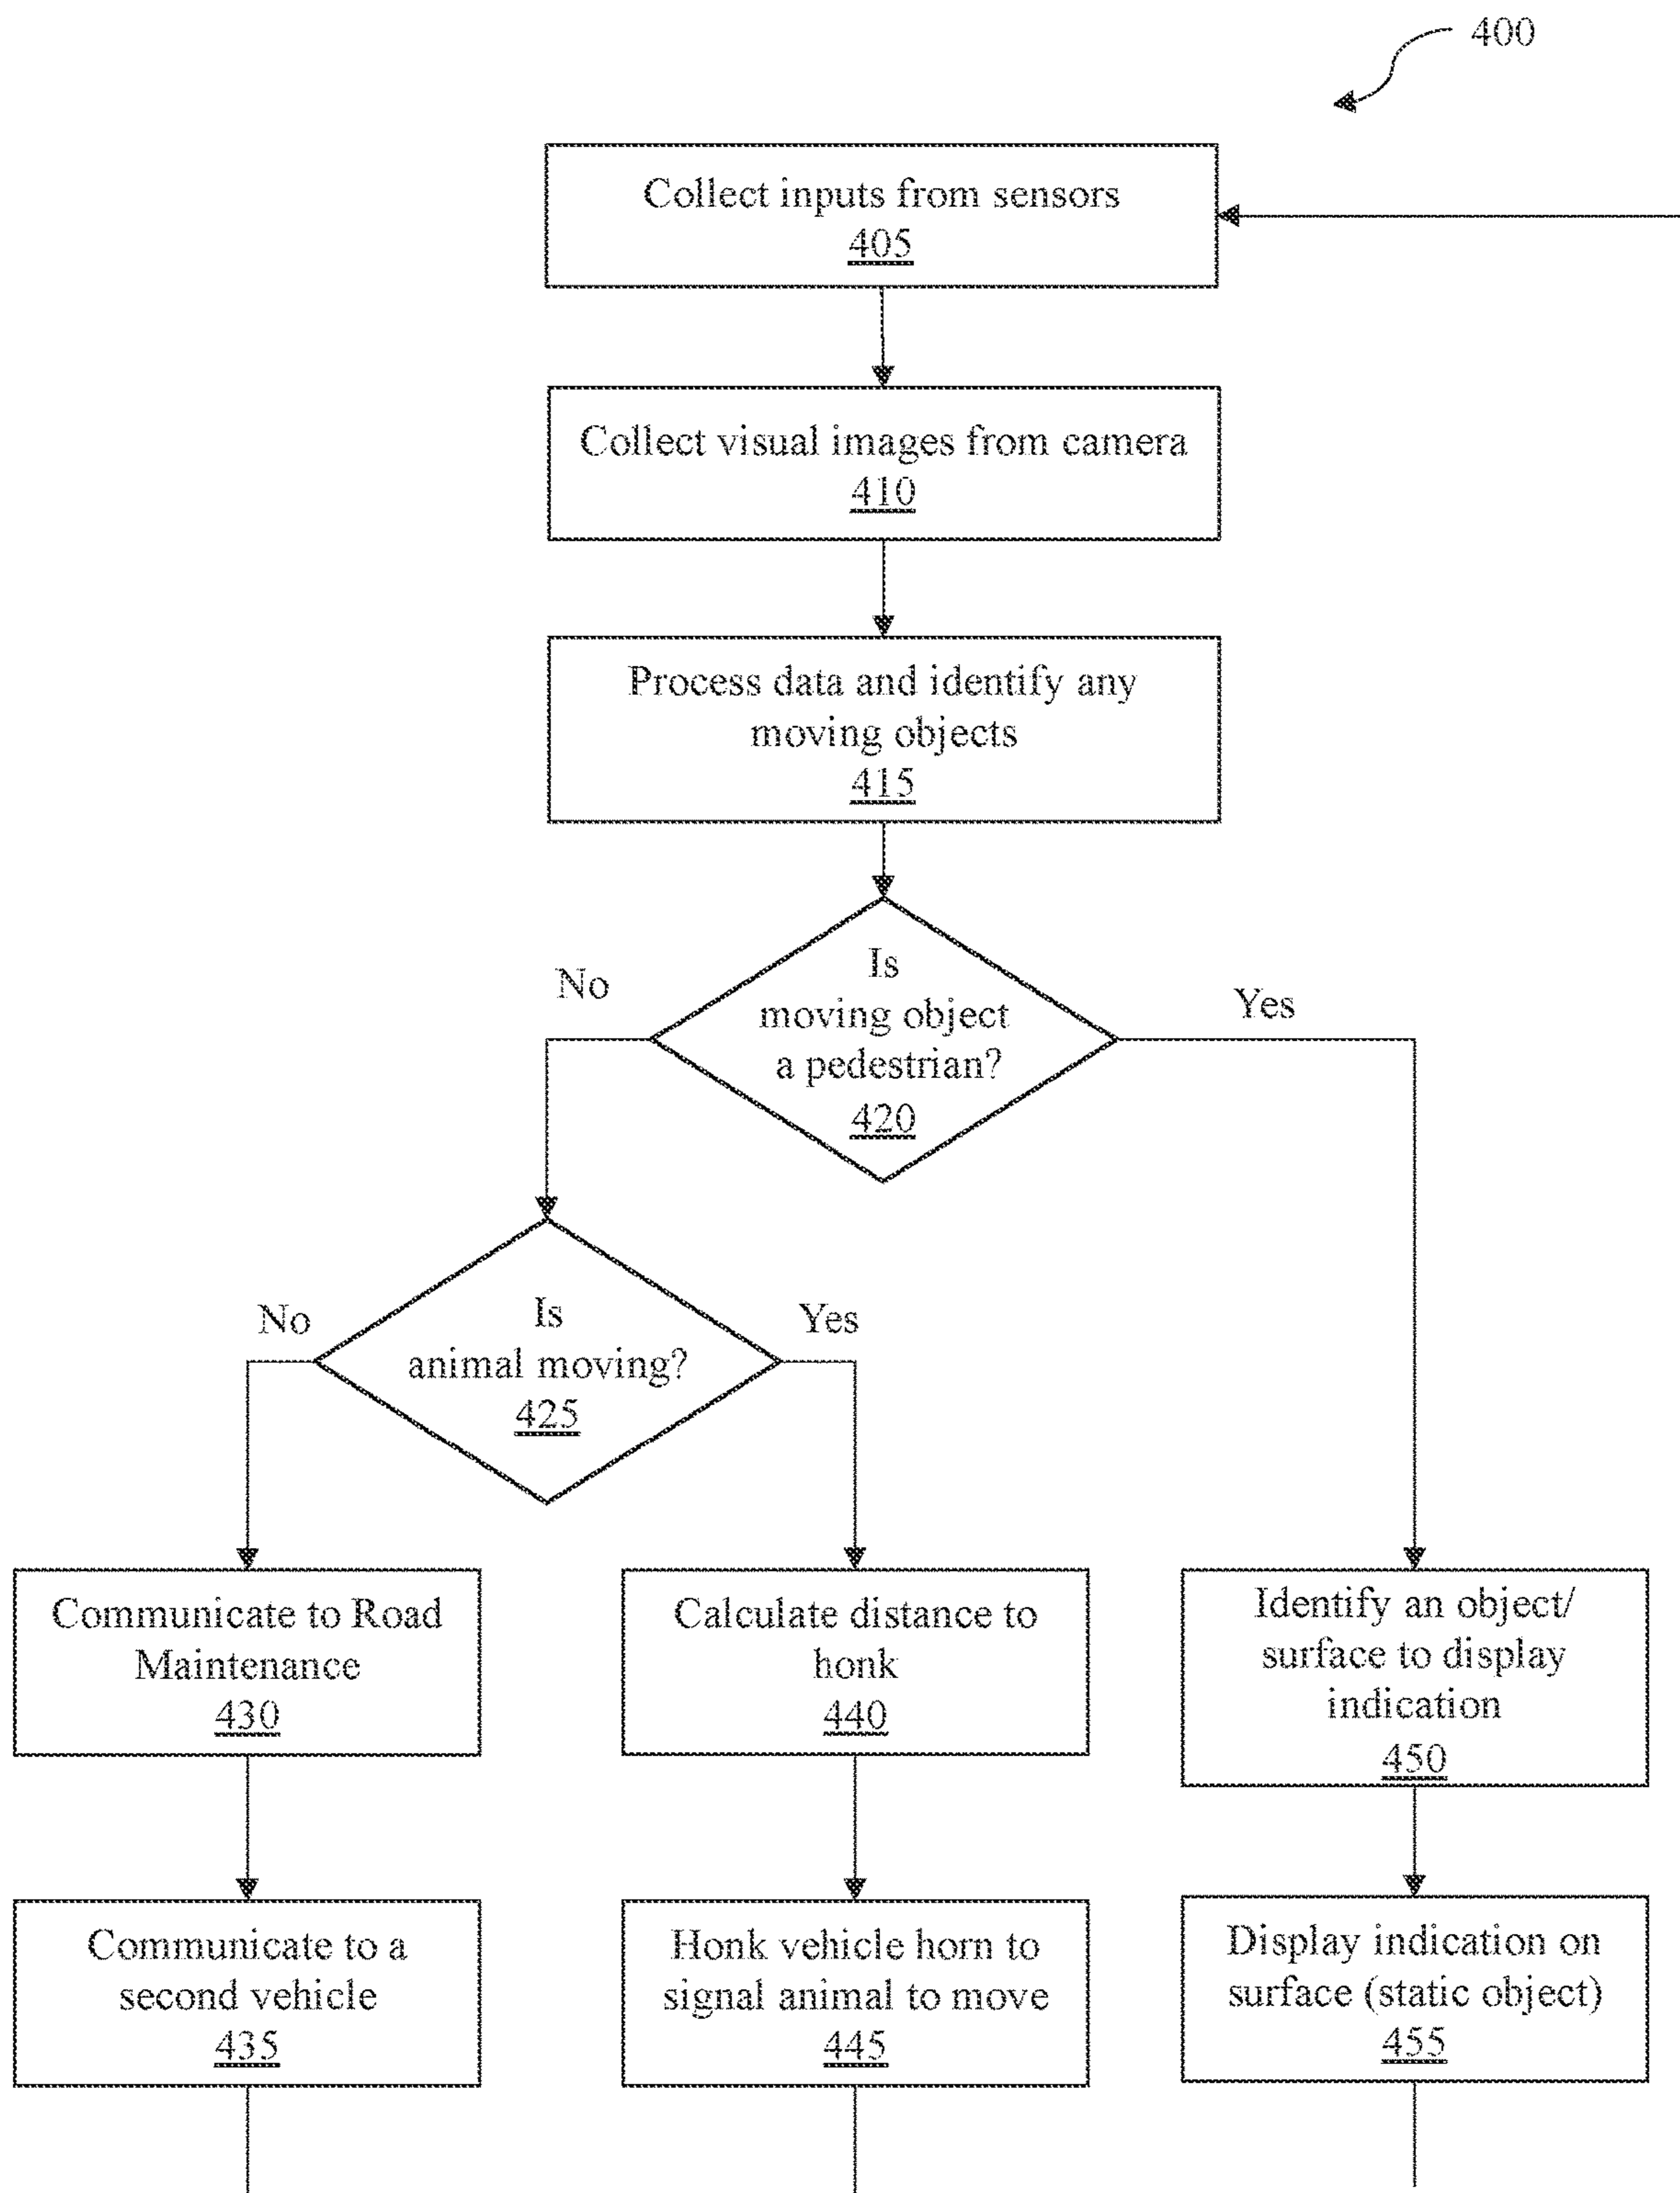 400
Collect inputs from sensors
405
Collect visual images from camera
410
Process data and identify any
moving objects
415
Is
moving object
a pedestrian?
420
No
Yes
Is
animal moving?
425
No
Yes
Communicate to Road
Maintenance
430
Calculate distance to
honk
440
Identify an object/
surface to display
indication
450
Communicate to a
second vehicle
435
Honk vehicle horn to
signal animal to move
445
Display indication on
surface (static object)
455